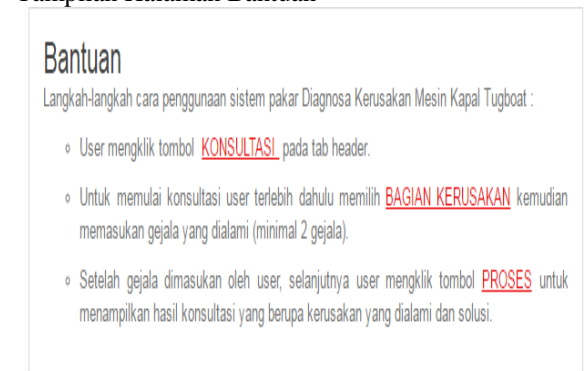 Tampilan Halaman Bantuan
Bantuan
Langkah-langkah cara penggunaan sistem pakar Diagnosa Kerusakan Mesin Kapal Tugboat :
User mengklik tombol KONSULTASI pada tab header.
Untuk memulai konsultasi user terlebih dahulu memilih BAGIAN KERUSAKAN kemudian
memasukan gejala yang dialami (minimal 2 gejala).
Setelah gejala dimasukan oleh user, selanjutnya user mengklik tombol PROSES untuk
menampilkan hasil konsultasi yang berupa kerusakan yang dialami dan solusi.